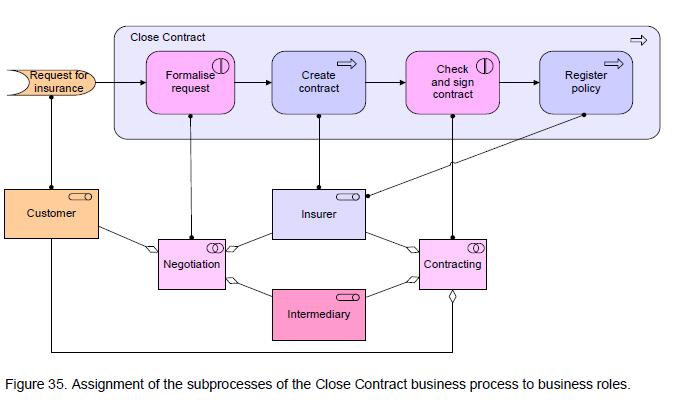 Close Contract
Request for
insurance
Formalise
request
Create
contract
Check
and sign
contract
Register
policy
Customer
Insurer
Negotiation
Contracting
Intermediary
Figure 35. Assignment of the subprocesses of the Close Contract business process to business roles.